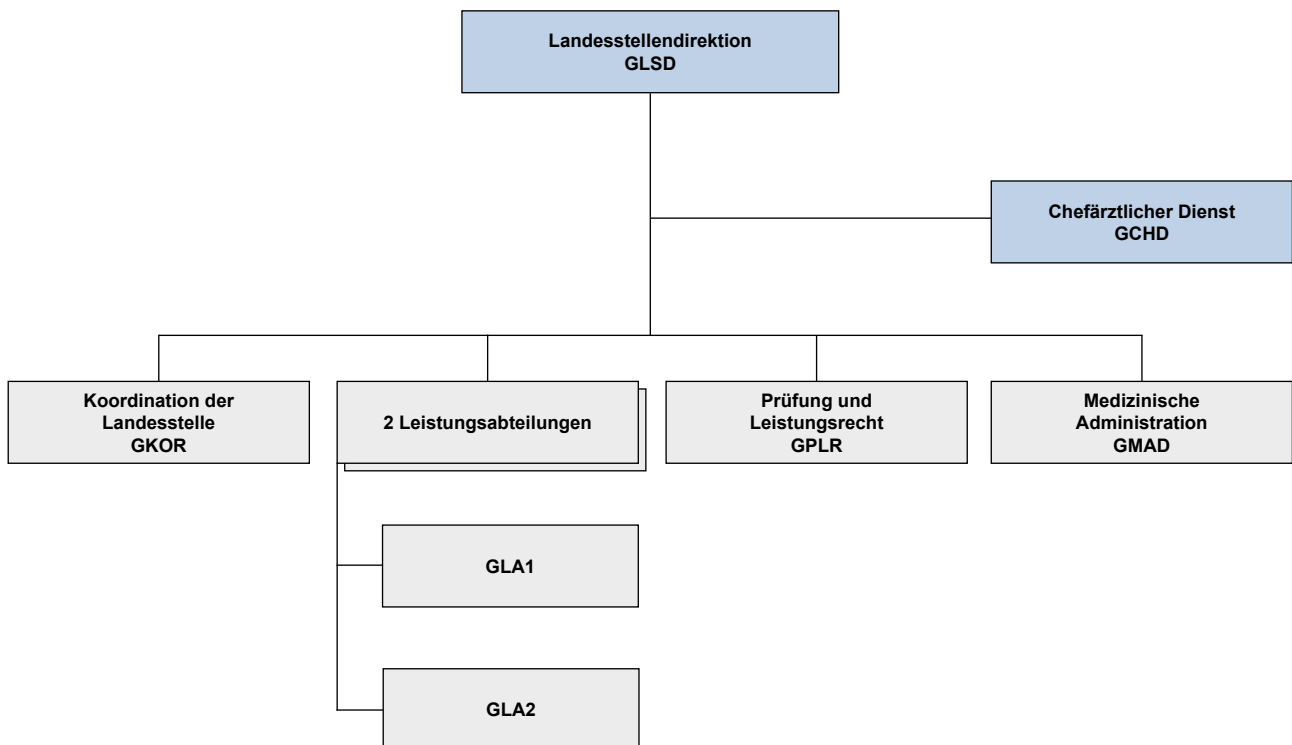 Landesstellendirektion
GLSD
Chefärztlicher Dienst
GCHD
Koordination der
Landesstelle
GKOR
2 Leistungsabteilungen
Prüfung und
Leistungsrecht
GPLR
Medizinische
Administration
GMAD
GLA1
GLA2